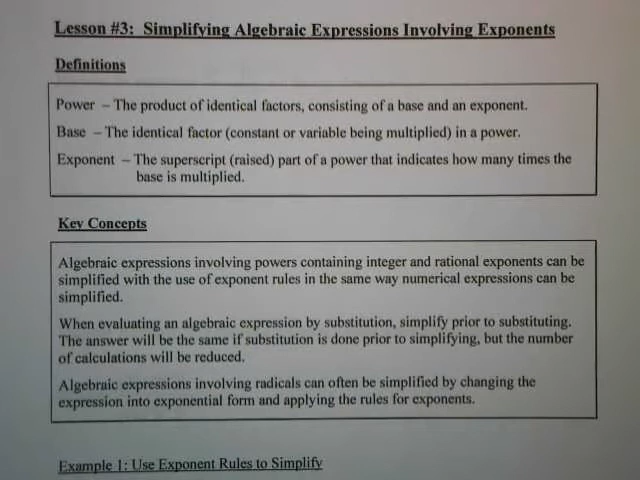 Lesson #3: Simplifying Algebraic Expressions Involving Exponents
Definitions
Power – The product of identical factors, consisting of a base and an exponent.
Base – The identical factor (constant or variable being multiplied) in a power.
Exponent – The superscript (raised) part of a power that indicates how many times the
base is multiplied.
Key Concepts
Algebraic expressions involving powers containing integer and rational exponents can be
simplified with the use of exponent rules in the same way numerical expressions can be
simplified.
When evaluating an algebraic expression by substitution, simplify prior to substituting.
The answer will be the same if substitution is done prior to simplifying, but the number
of calculations will be reduced.
Algebraic expressions involving radicals can often be simplified by changing the
expression into exponential form and applying the rules for exponents.
Example 1: Use Exponent Rules to Simplify